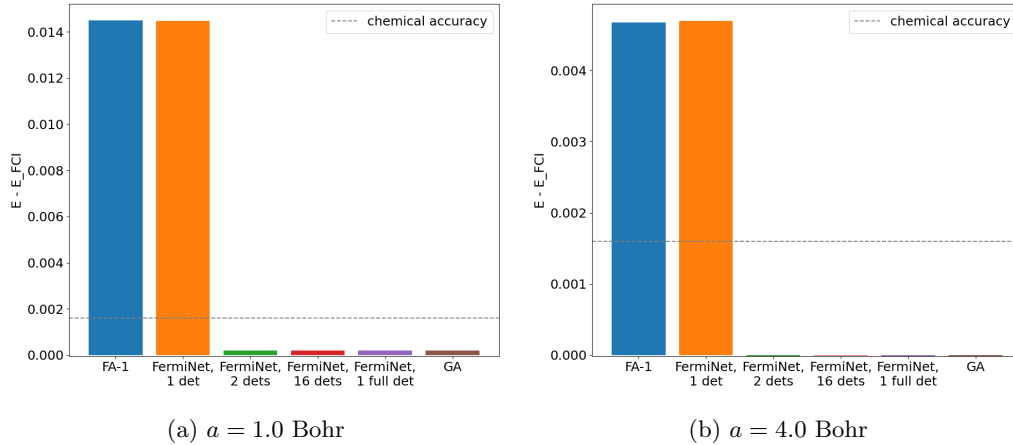 chemical accuracy
0.014
0.012
0.010
0.008
0.006
0.004
0.002
0.000
E - E_FCI
FA-1
FermiNet,
1 det
FermiNet,
2 dets
FermiNet,
16 dets
FermiNet,
1 full det
GA
(a) a = 1.0 Bohr
chemical accuracy
0.004
0.003
0.002
0.001
0.000
E - E_FCI
FA-1
FermiNet,
1 det
FermiNet,
2 dets
FermiNet,
16 dets
FermiNet,
1 full det
GA
(b) a = 4.0 Bohr